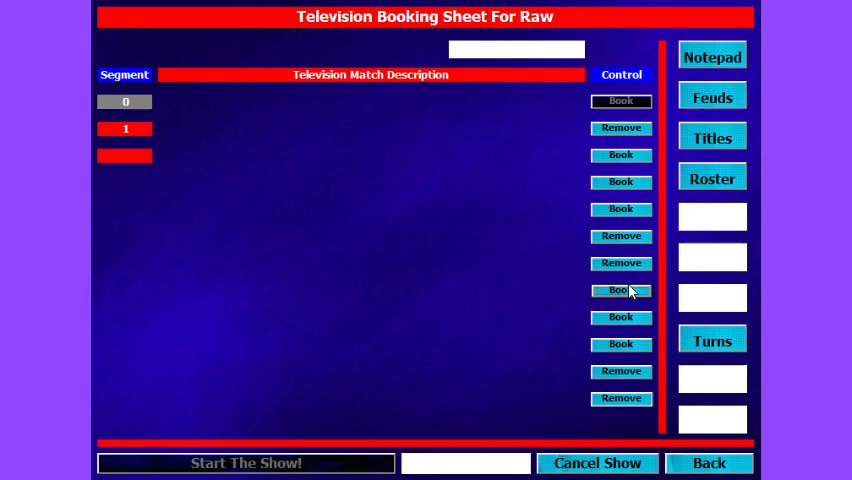 Television Booking Sheet For Raw
Segment
Television Match Description
Control
Notepad
0
Book
Feuds
1
Remove
Titles
Book
Book
Roster
Book
Remove
Remove
Book
Book
Turns
Book
Remove
Remove
Start The Show!
Cancel Show
Back